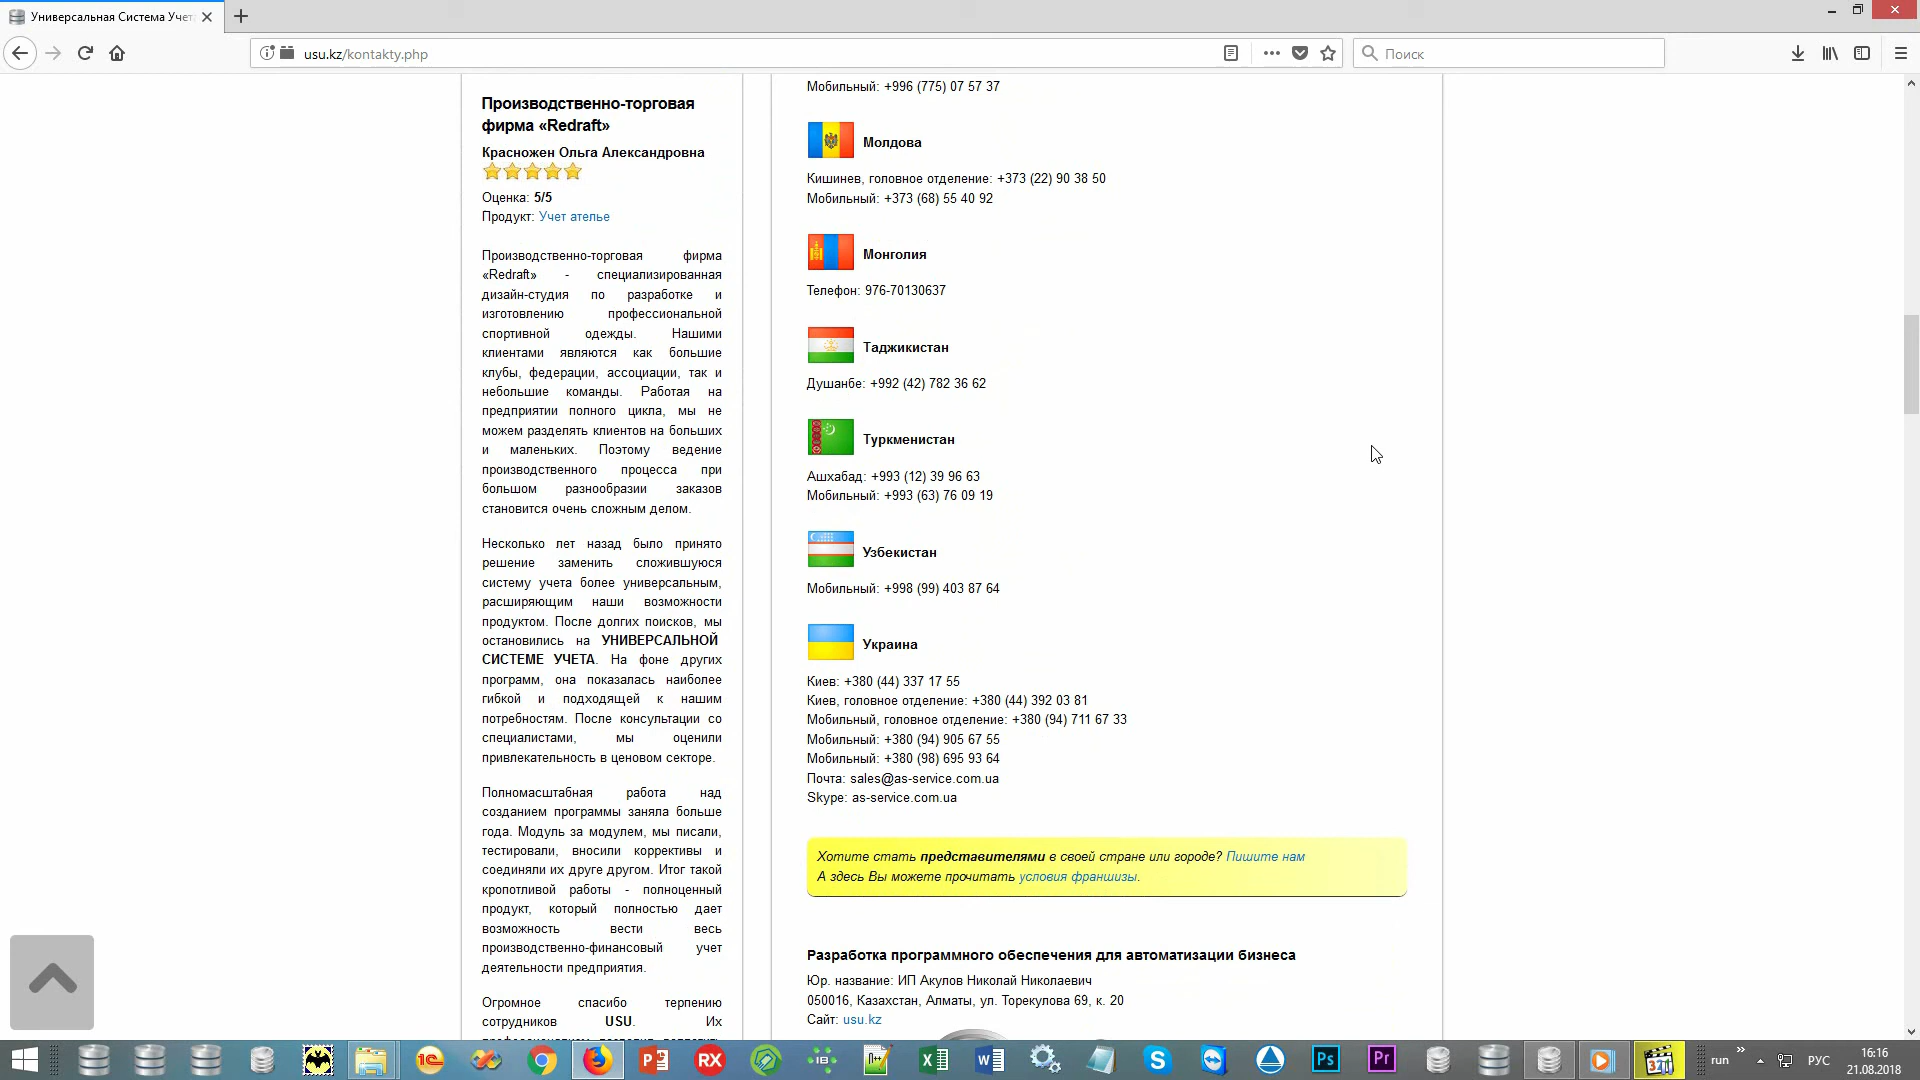 Универсальная Система Учет
usu.kz/kontakty.php
Поиск
Производственно-торговая
фирма «Redraft»
Красножен Ольга Александровна
Оценка: 5/5
Продукт: Учет ателье
Производственно-торговая фирма
«Redraft» - специализированная
дизайн-студия по разработке и
изготовлению профессиональной
спортивной одежды. Нашими
клиентами являются как большие
клубы, федерации, ассоциации, так и
небольшие команды. Работая на
предприятии полного цикла, мы не
можем разделять клиентов на больших
и маленьких. Поэтому ведение
производственного процесса при
большом разнообразии заказов
становится очень сложным делом.
Несколько лет назад было принято
решение заменить сложившуюся
систему учета более универсальным,
расширяющим наши возможности
продуктом. После долгих поисков, мы
остановились на УНИВЕРСАЛЬНОЙ
СИСТЕМЕ УЧЕТА. На фоне других
программ, она показалась наиболее
гибкой и подходящей к нашим
потребностям. После консультации со
специалистами, мы оценили
привлекательность в ценовом секторе.
Полномасштабная работа над
созданием программы заняла больше
года. Модуль за модулем, мы писали,
тестировали, вносили коррективы и
соединяли их друге другом. Итог такой
кропотливой работы - полноценный
продукт, который полностью дает
возможность вести весь
производственно-финансовый учет
деятельности предприятия.
Огромное спасибо терпению
сотрудников USU. Их
Мобильный: +996 (775) 07 57 37
Молдова
Кишинев, головное отделение: +373 (22) 90 38 50
Мобильный: +373 (68) 55 40 92
Монголия
Телефон: 976-70130637
Таджикистан
Душанбе: +992 (42) 782 36 62
Туркменистан
Ашхабад: +993 (12) 39 96 63
Мобильный: +993 (63) 76 09 19
Узбекистан
Мобильный: +998 (99) 403 87 64
Украина
Киев: +380 (44) 337 17 55
Киев, головное отделение: +380 (44) 392 03 81
Мобильный, головное отделение: +380 (94) 711 67 33
Мобильный: +380 (94) 905 67 55
Мобильный: +380 (98) 695 93 64
Почта: sales@as-service.com.ua
Skype: as-service.com.ua
Хотите стать представителями в своей стране или городе? Пишите нам
А здесь Вы можете прочитать условия франшизы.
Разработка программного обеспечения для автоматизации бизнеса
Юр. название: ИП Акулов Николай Николаевич
050016, Казахстан, Алматы, ул. Торекулова 69, к. 20
Сайт: usu.kz
run
РУС
16:16
21.08.2018